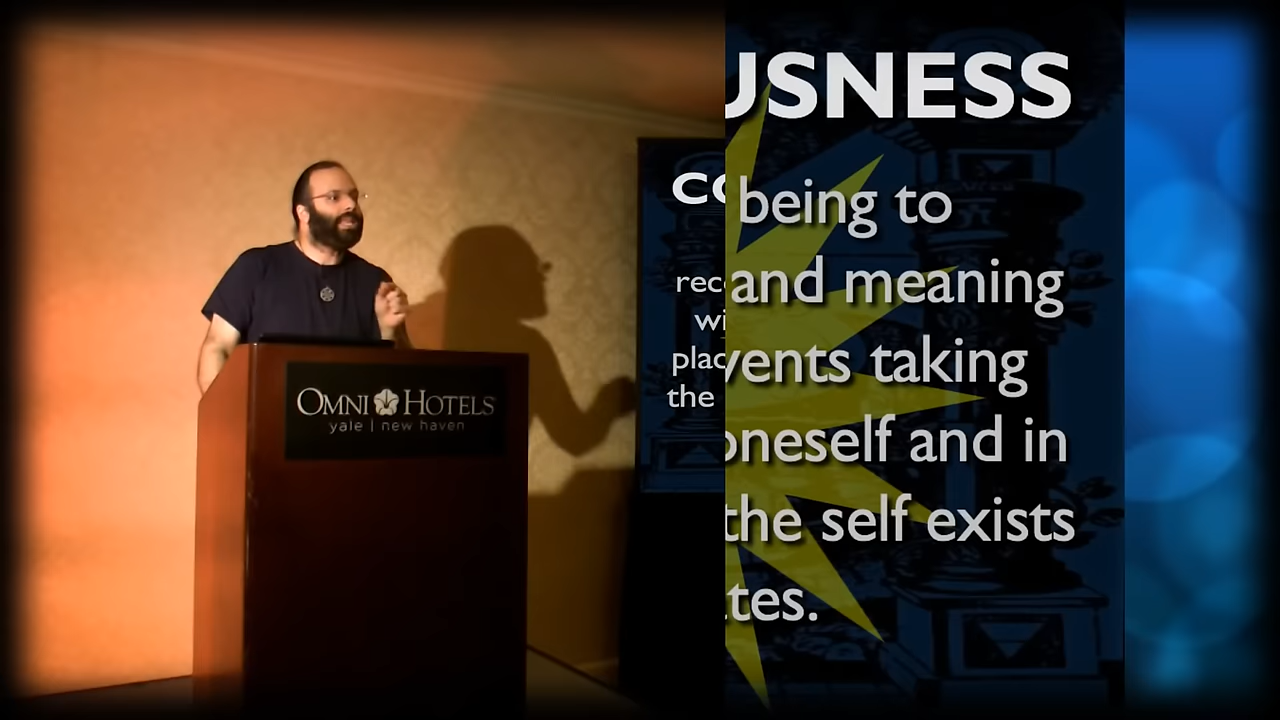 OMNI HOTELS
yale | new haven
CO
rec
wi
plac
the
USNESS
being to
and meaning
vents taking
oneself and in
the self exists
tes.